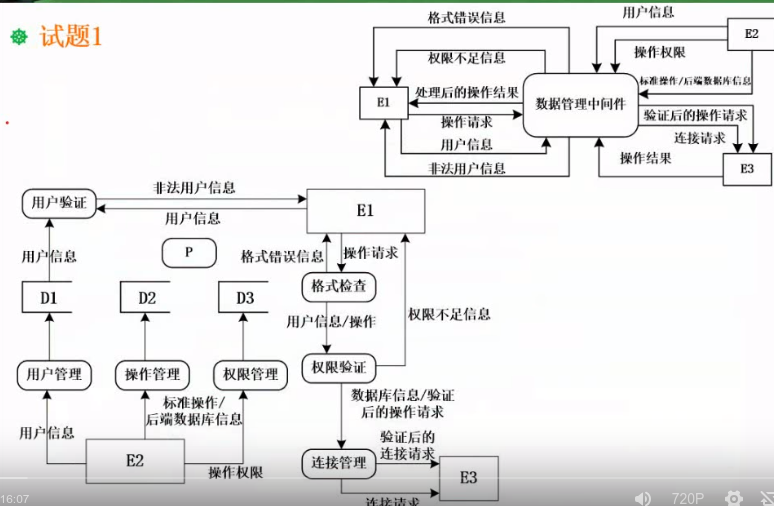 试题1
格式错误信息
用户信息
E2
操作权限
权限不足信息
标准操作/后端数据库信息
处理后的操作结果
E1
数据管理中间件
操作请求
验证后的操作请求
用户信息
连接请求
非法用户信息
操作结果
E3
非法用户信息
用户验证
用户信息
E1
P
用户信息
格式错误信息
操作请求
D1
D2
D3
格式检查
用户信息/操作
权限不足信息
用户管理
操作管理
权限管理
权限验证
标准操作/
后端数据库信息
数据库信息/验证
后的操作请求
用户信息
验证后的
连接请求
E2
操作权限
连接管理
E3
连接请求
16:07
720P